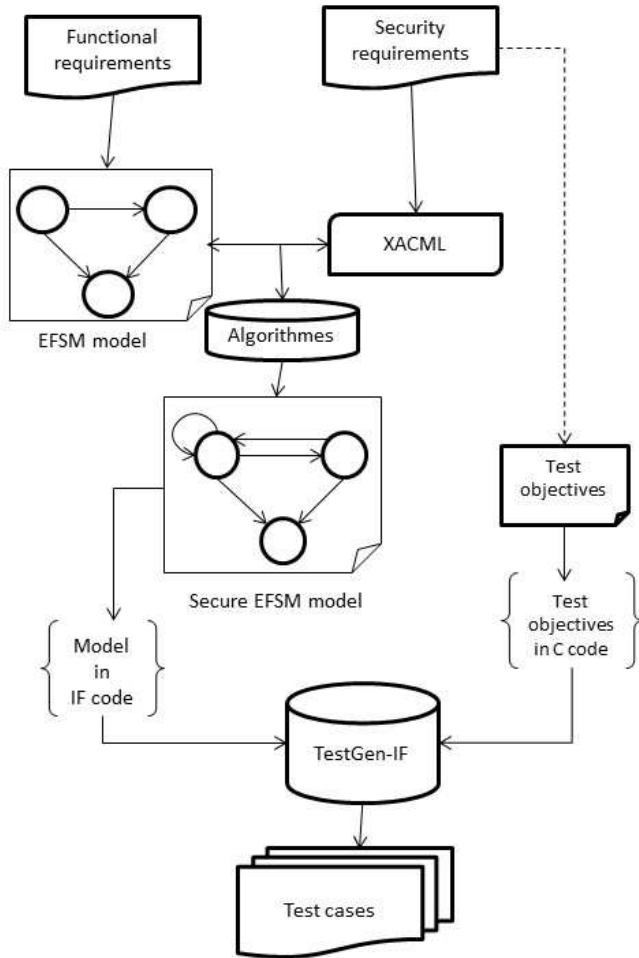 Functional
requirements
Security
requirements
XACML
EFSM model
Algorithmes
Test
objectives
Secure EFSM model
Model
in
IF code
Test
objectives
in C code
TestGen-IF
Test cases